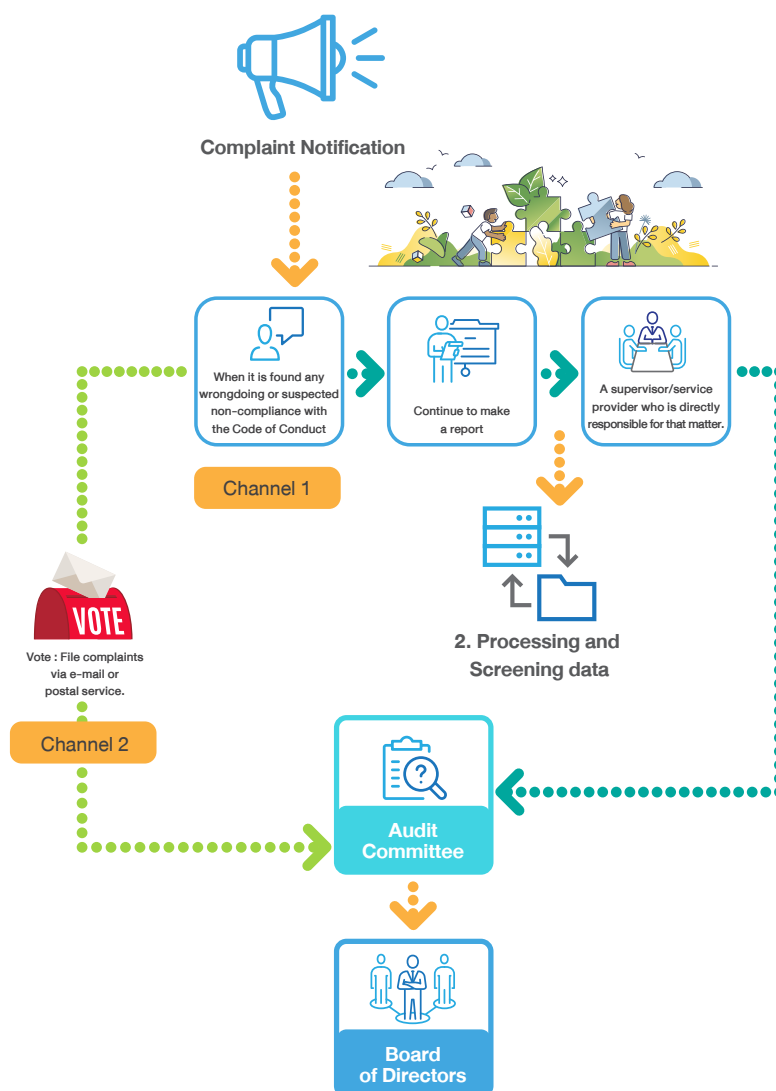 Complaint Notification
When it is found any
wrongdoing or suspected
non-compliance with
the Code of Conduct
Continue to make
a report
A supervisor/service
provider who is directly
responsible for that matter.
Channel 1
VOTE
Vote : File complaints
via e-mail or
postal service.
2. Processing and
Screening data
Channel 2
?
Audit
Committee
Board
of Directors